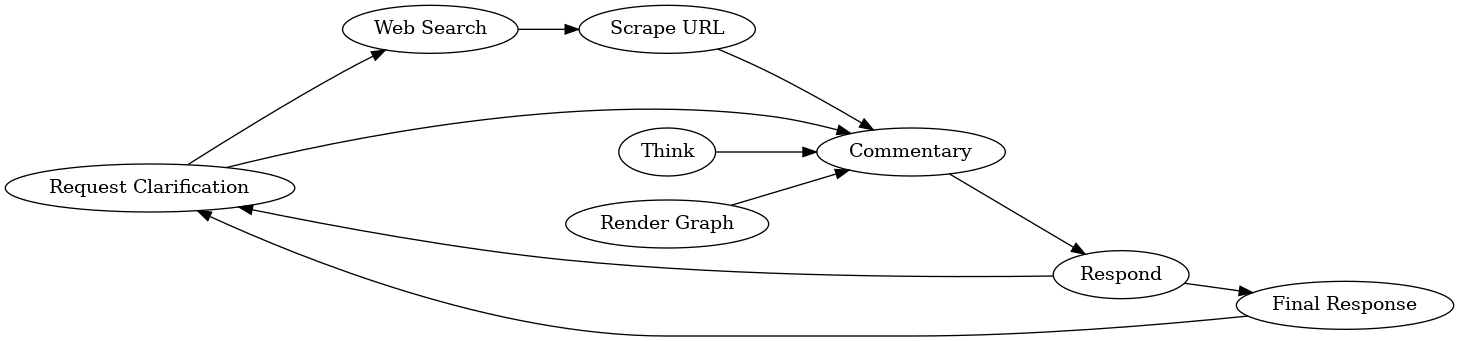 Web Search
Scrape URL
Think
Commentary
Request Clarification
Render Graph
Respond
Final Response